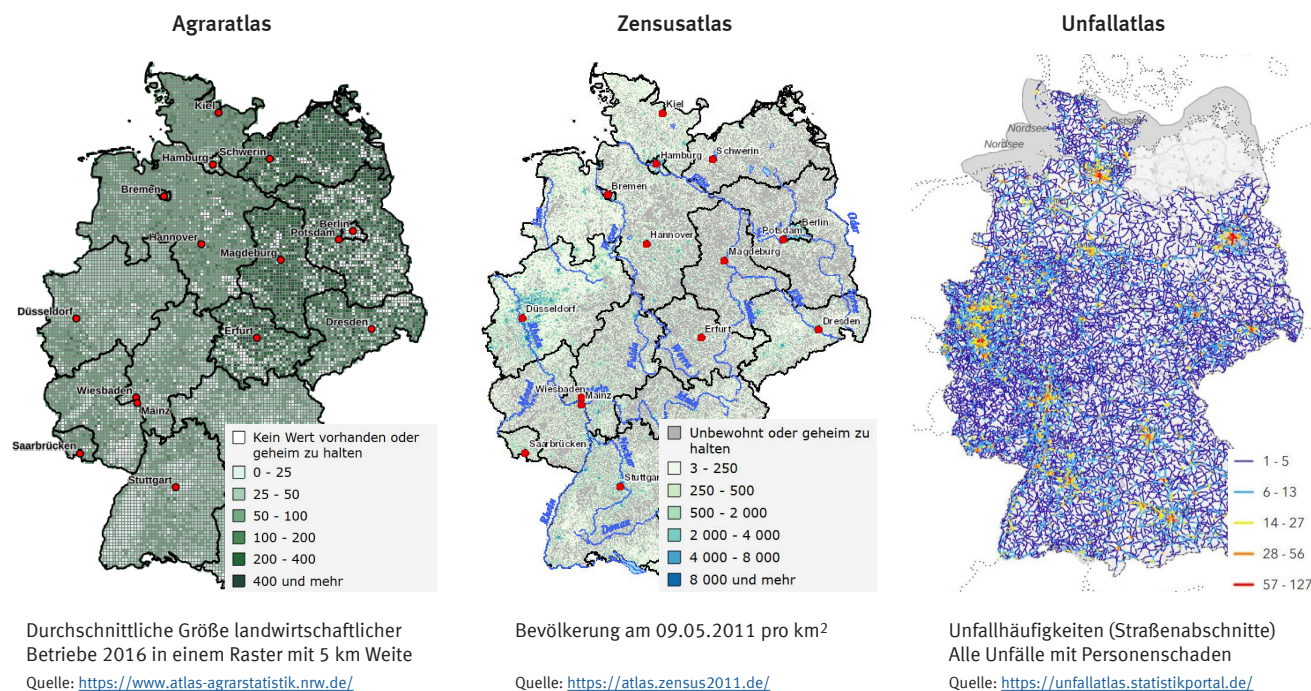 Agraratlas
Kiel
Hamburg
Schwerin
Bremen
Berlin
Potsdam
Hannover
Magdeburg
Düsseldorf
Erfurt
Dresden
Wiesbaden
Mainz
Saarbrücken
Stuttgart
Kein Wert vorhanden oder
geheim zu halten
0 - 25
25 - 50
50 - 100
100 - 200
200 - 400
400 und mehr
Durchschnittliche Größe landwirtschaftlicher
Betriebe 2016 in einem Raster mit 5 km Weite
Quelle: https://www.atlas-agrarstatistik.nrw.de/
Zensusatlas
Kiel
Schwerin
Hamburg
Bremen
Oder
Berlin
Potsdam
Hannover
Magdeburg
Düsseldorf
Erfurt
Dresden
Wiesbaden
Mainz
Saarbrücken
Stuttgart
Rhein
Donau
Unbewohnt oder geheim zu
halten
3 - 250
250 - 500
500 - 2 000
2 000 - 4 000
4 000 - 8 000
8 000 und mehr
Bevölkerung am 09.05.2011 pro km²
Quelle: https://atlas.zensus2011.de/
Unfallatlas
Ostsee
Nordsee
Nordsee
1 - 5
6 - 13
14 - 27
28 - 56
57 - 127
Unfallhäufigkeiten (Straßenabschnitte)
Alle Unfälle mit Personenschaden
Quelle: https://unfallatlas.statistikportal.de/